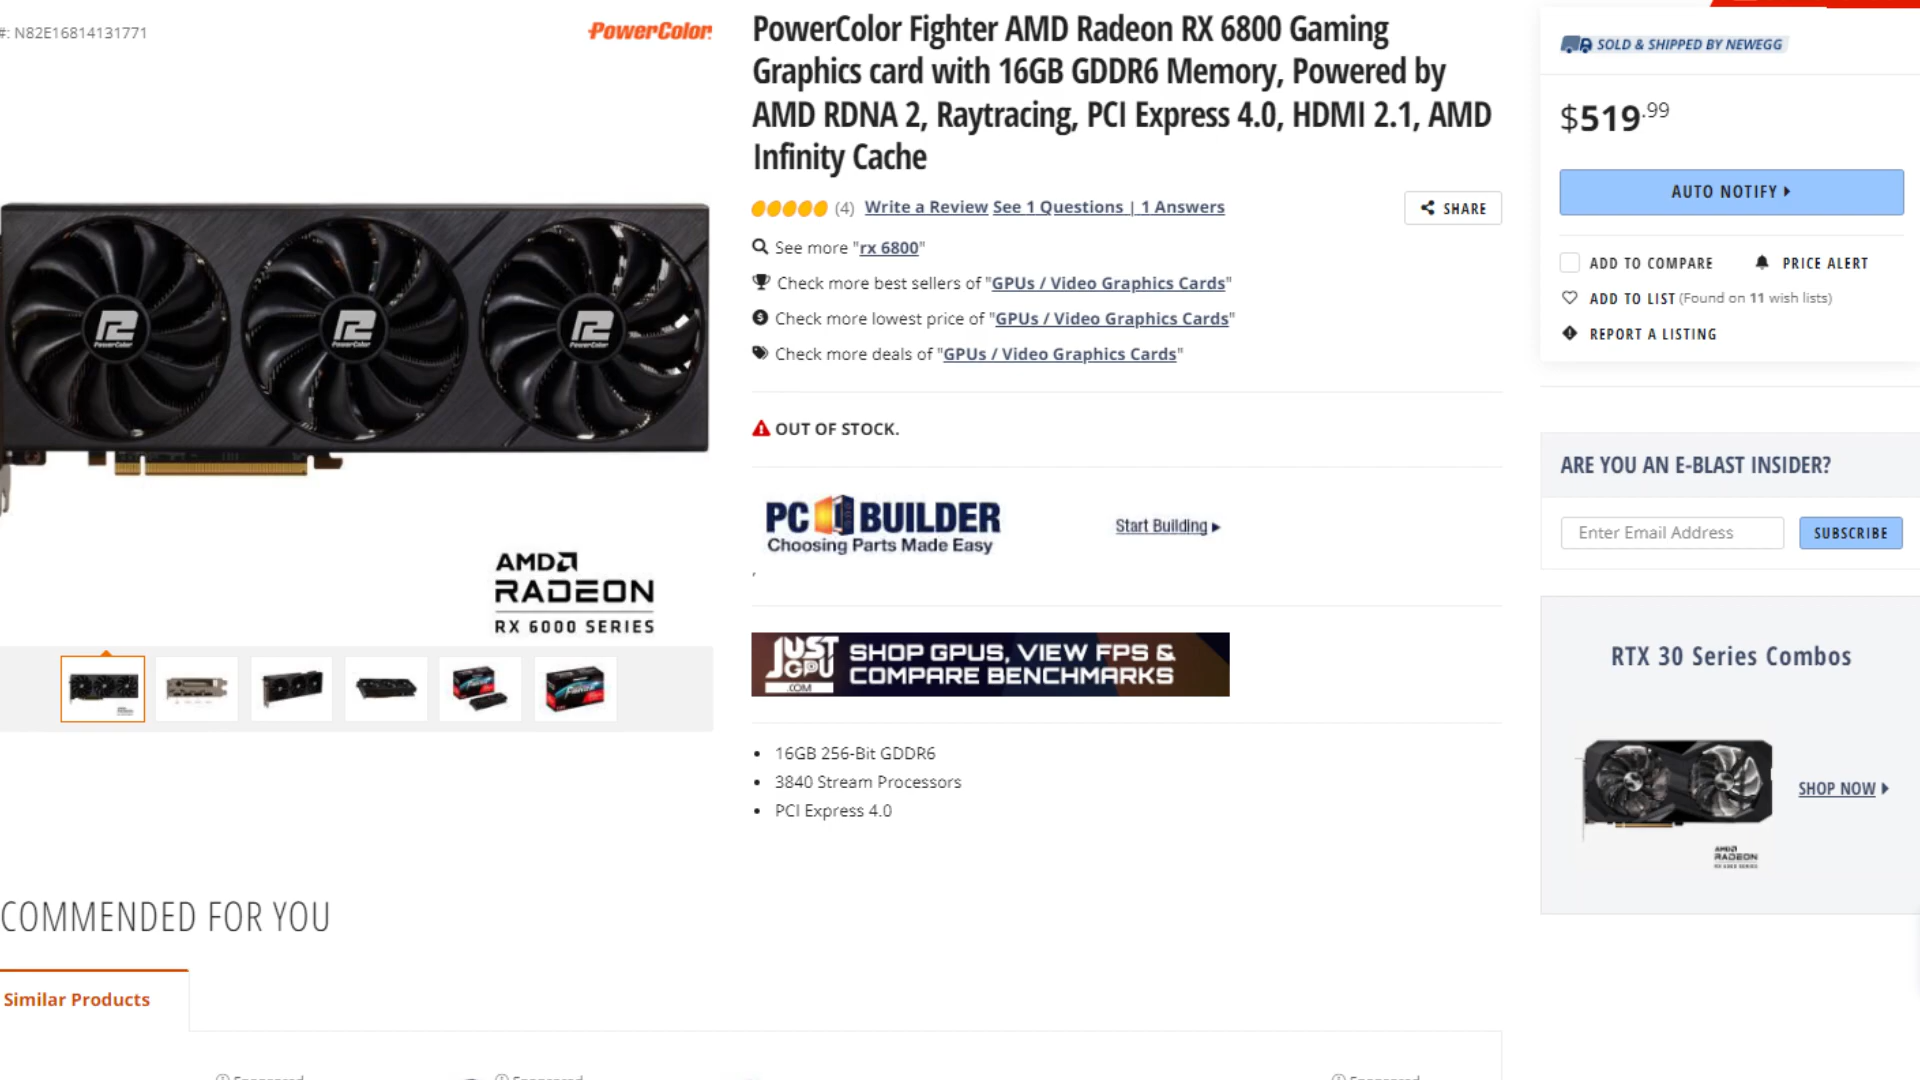 #: N82E16814131771
PowerColor
PowerColor Fighter AMD Radeon RX 6800 Gaming
Graphics card with 16GB GDDR6 Memory, Powered by
AMD RDNA 2, Raytracing, PCI Express 4.0, HDMI 2.1, AMD
Infinity Cache
(4) Write a Review See 1 Questions | 1 Answers
SHARE
See more "rx 6800"
Check more best sellers of "GPUs / Video Graphics Cards"
Check more lowest price of "GPUs / Video Graphics Cards"
Check more deals of "GPUs / Video Graphics Cards"
OUT OF STOCK.
PC BUILDER
Choosing Parts Made Easy
Start Building
,
JUST
GPU
.COM
SHOP GPUS, VIEW FPS &
COMPARE BENCHMARKS
• 16GB 256-Bit GDDR6
• 3840 Stream Processors
• PCI Express 4.0
PowerColor
PowerColor
PowerColor
AMD
RADEON
RX 6000 SERIES
SOLD & SHIPPED BY NEWEGG
$519.99
AUTO NOTIFY
ADD TO COMPARE
PRICE ALERT
ADD TO LIST (Found on 11 wish lists)
REPORT A LISTING
ARE YOU AN E-BLAST INSIDER?
Enter Email Address
SUBSCRIBE
RTX 30 Series Combos
SHOP NOW
AMD
RADEON
COMMENDED FOR YOU
Similar Products